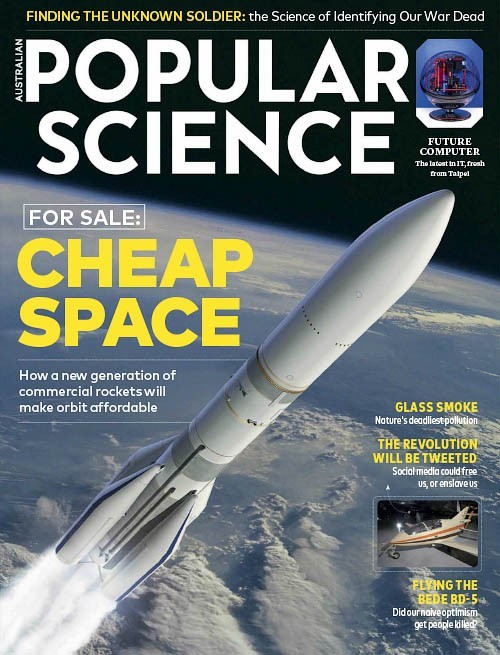 FINDING THE UNKNOWN SOLDIER: the Science of Identifying Our War Dead
AUSTRALIAN
POPULAR
SCIENCE
FUTURE
COMPUTER
The latest in IT, fresh
from Taipei
FOR SALE:
CHEAP
SPACE
How a new generation of
commercial rockets will
make orbit affordable
GLASS SMOKE
Nature's deadliest pollution
THE REVOLUTION
WILL BE TWEETED
Social media could free
us, or enslave us
FLYING THE
BEDE BD-5
Did our naive optimism
get people killed?